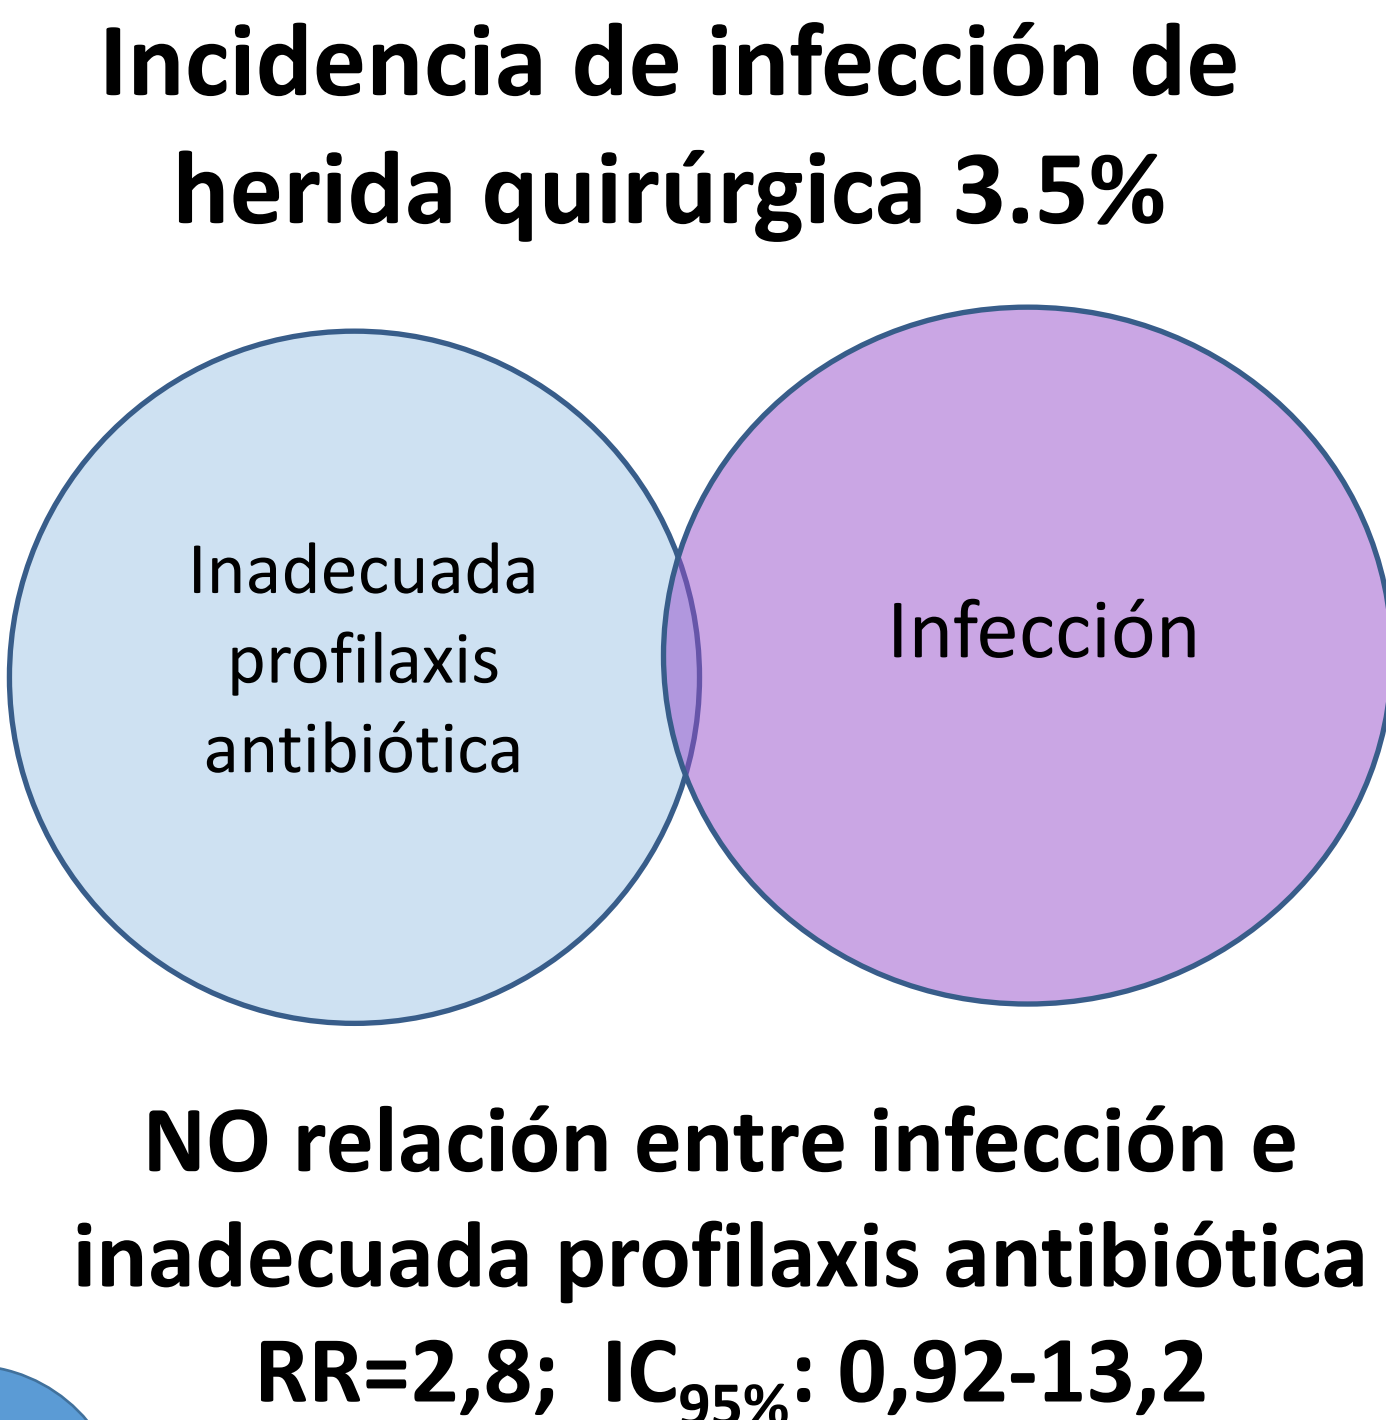 Incidencia de infección de
herida quirúrgica 3.5%
Inadecuada
profilaxis
antibiótica
Infección
NO relación entre infección e
inadecuada profilaxis antibiótica
RR=2,8; IC95%: 0,92-13,2